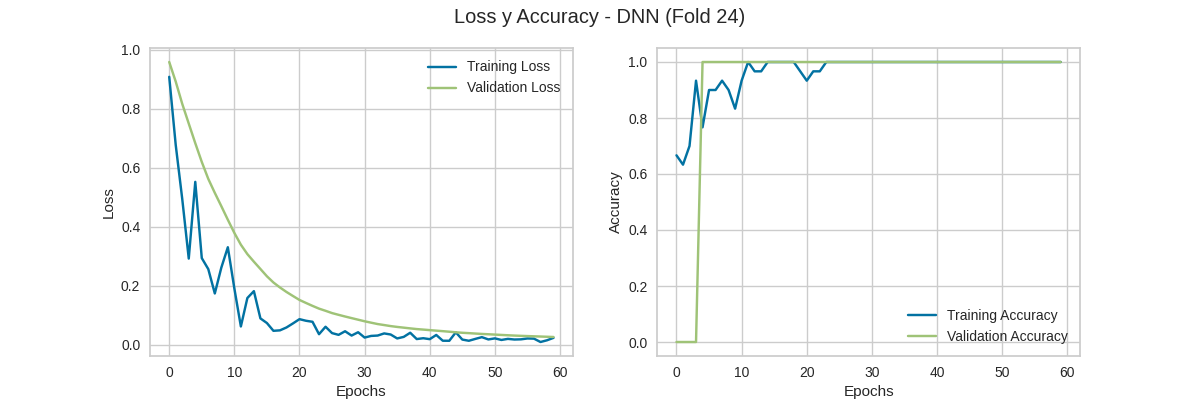 Loss y Accuracy - DNN (Fold 24)
1.0
0.8
0.6
0.4
0.2
0.0
Loss
Training Loss
Validation Loss
0 10 20 30 40 50 60
Epochs
1.0
0.8
0.6
0.4
0.2
0.0
Accuracy
Training Accuracy
Validation Accuracy
0 10 20 30 40 50 60
Epochs